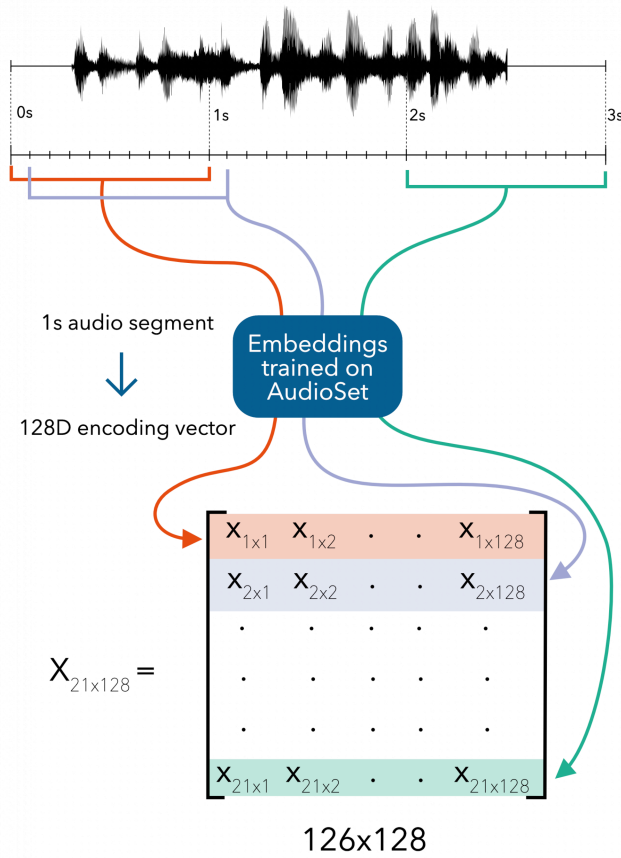 0s 1s 2s 3s
1s audio segment
128D encoding vector
Embeddings
trained on
AudioSet
X1x1 X1x2 . . X1x128
X2x1 X2x2 . . X2x128
. . . . .
X21x128 = . . . . .
. . . . .
X21x1 X21x2 . . X21x128
126x128